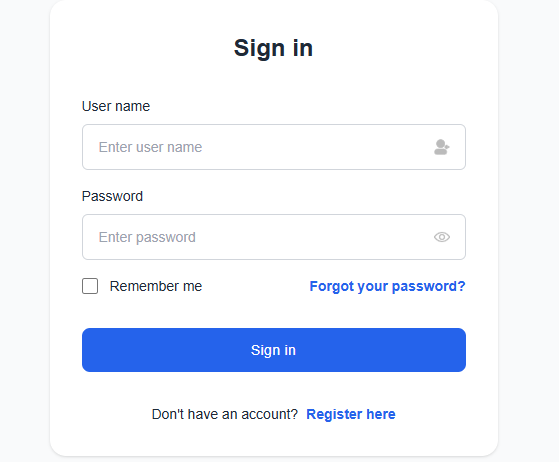 Sign in
User name
Enter user name
Password
Enter password
Remember me Forgot your password?
Sign in
Don't have an account? Register here